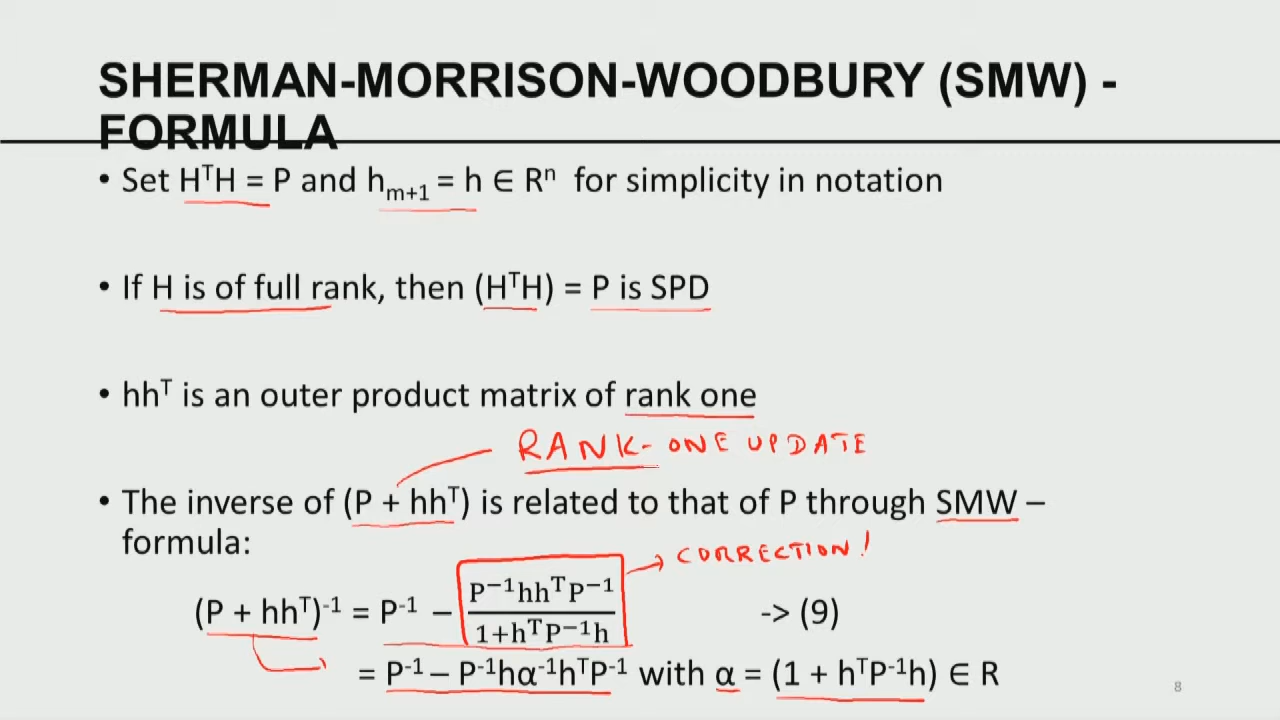 SHERMAN-MORRISON-WOODBURY (SMW) -
FORMULA
• Set HᵀH = P and hₘ₊₁ = h ∈ Rⁿ for simplicity in notation
• If H is of full rank, then (HᵀH) = P is SPD
• hhᵀ is an outer product matrix of rank one
RANK-ONE UPDATE
• The inverse of (P + hhᵀ) is related to that of P through SMW –
formula:
CORRECTION!
(P + hhᵀ)⁻¹ = P⁻¹ − P⁻¹hhᵀP⁻¹ / 1+hᵀP⁻¹h -> (9)
= P⁻¹ – P⁻¹hα⁻¹hᵀP⁻¹ with α = (1 + hᵀP⁻¹h) ∈ R
8